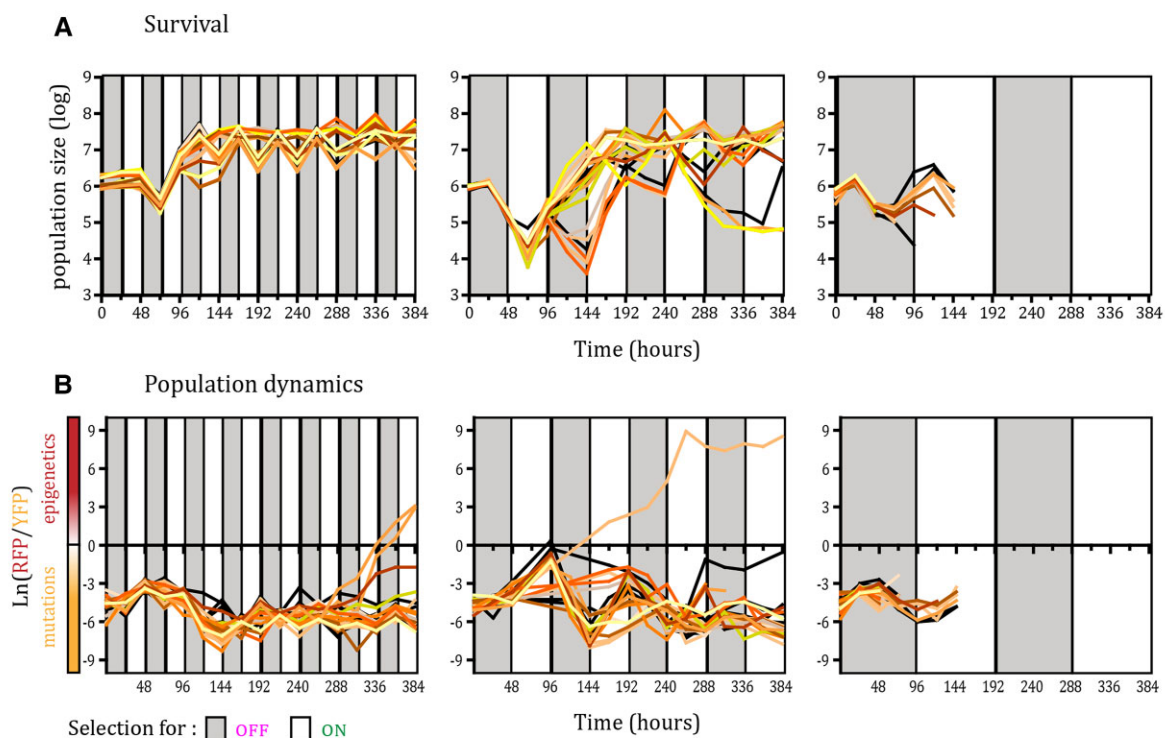 A Survival
population size (log)
9
8
7
6
5
4
3
0 48 96 144 192 240 288 336 384
9
8
7
6
5
4
3
0 48 96 144 192 240 288 336 384
9
8
7
6
5
4
3
0 48 96 144 192 240 288 336 384
Time (hours)
B Population dynamics
epigenetics
mutations
Ln(RFP/YFP)
9
6
3
0
-3
-6
-9
48 96 144 192 240 288 336 384
9
6
3
0
-3
-6
-9
48 96 144 192 240 288 336 384
9
6
3
0
-3
-6
-9
48 96 144 192 240 288 336 384
Time (hours)
Selection for : OFF ON